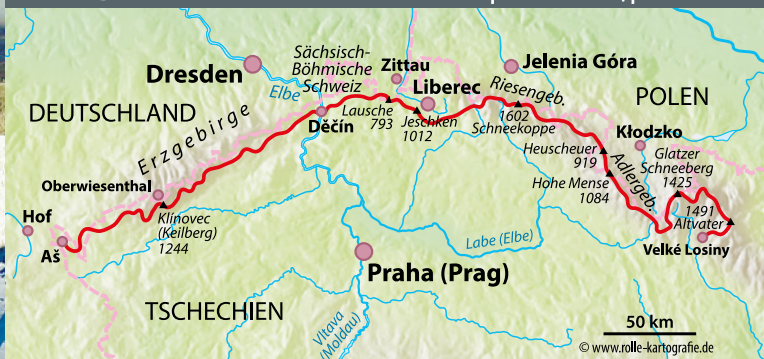 Dresden
Elbe
Sächsisch-
Böhmische
Schweiz
Zittau
Liberec
Jelenia Góra
Riesengeb.
POLEN
DEUTSCHLAND
Erzgebirge
Děčín
Lausche
793
Jeschken
1012
1602
Schneekoppe
Heuscheuer
919
Kłodzko
Adlergeb.
Glatzer
Schneeberg
1425
Hohe Mense
1084
1491
Altvater
Velké Losiny
Oberwiesenthal
Hof
Aš
Klínovec
(Keilberg)
1244
Labe (Elbe)
Praha (Prag)
TSCHECHIEN
Vltava
(Moldau)
50 km
© www.rolle-kartografie.de